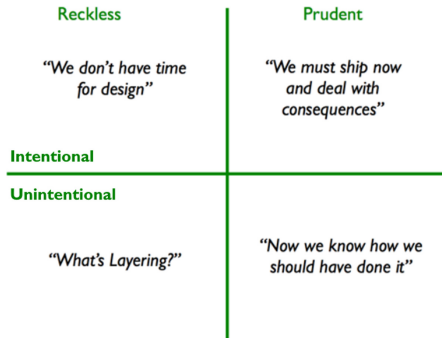 Reckless
Prudent
“We don’t have time
for design”
“We must ship now
and deal with
consequences”
Intentional
Unintentional
“What’s Layering?”
“Now we know how we
should have done it”